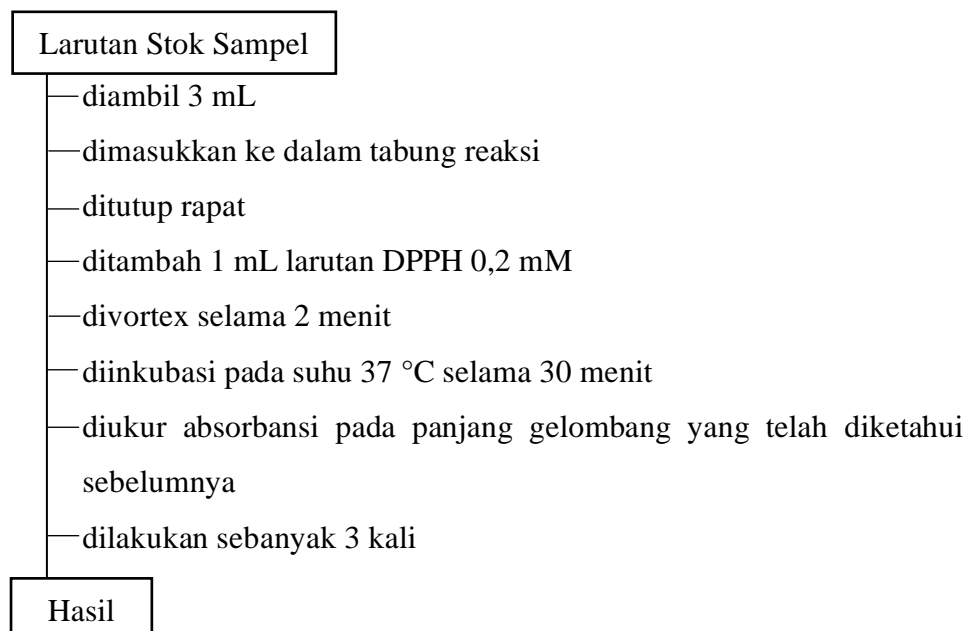 Larutan Stok Sampel
diambil 3 mL
dimasukkan ke dalam tabung reaksi
ditutup rapat
ditambah 1 mL larutan DPPH 0,2 mM
divortex selama 2 menit
diinkubasi pada suhu 37 °C selama 30 menit
diukur absorbansi pada panjang gelombang yang telah diketahui
sebelumnya
dilakukan sebanyak 3 kali
Hasil